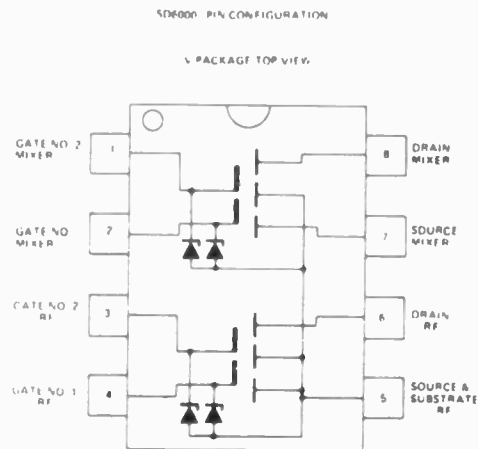 SD6000 PIN CONFIGURATION
V PACKAGE TOP VIEW
GATE NO. 2
MIXER
1
8
DRAIN
MIXER
GATE NO
MIXER
2
7
SOURCE
MIXER
GATE NO. 2
RF
3
6
DRAIN
RF
GATE NO. 1
RF
4
5
SOURCE &
SUBSTRATE
RF